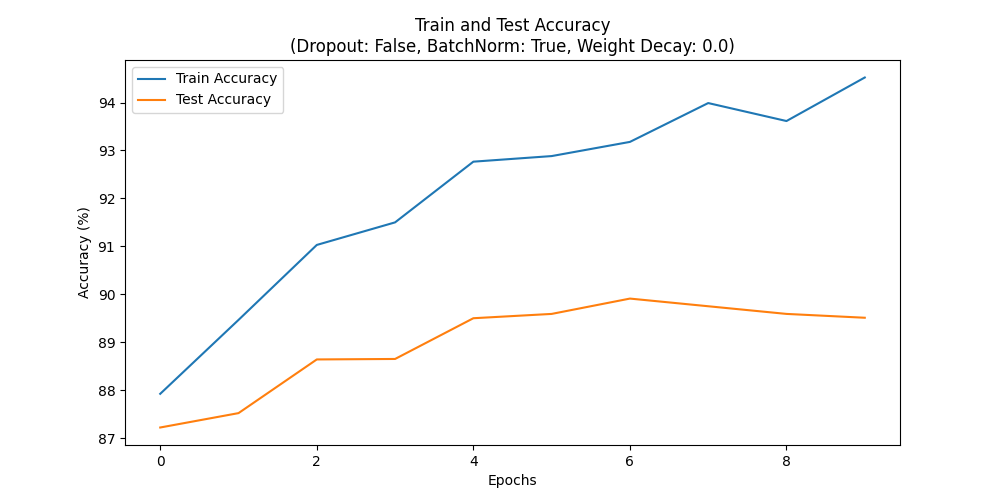 Train and Test Accuracy
(Dropout: False, BatchNorm: True, Weight Decay: 0.0)
Train Accuracy
Test Accuracy
Accuracy (%)
94
93
92
91
90
89
88
87
0 2 4 6 8
Epochs